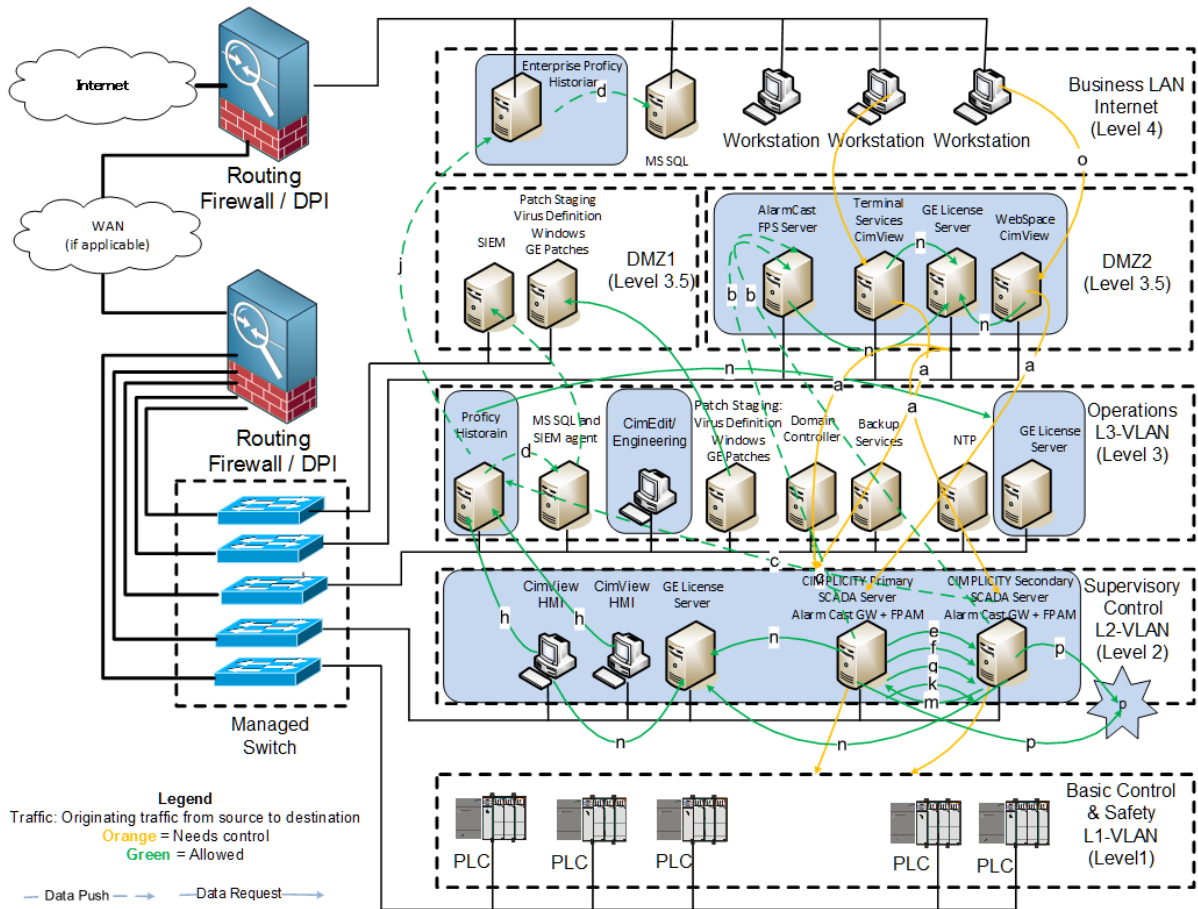 Internet
Routing
Firewall / DPI
WAN
(if applicable)
Routing
Firewall / DPI
Managed
Switch
Legend
Traffic: Originating traffic from source to destination
Orange = Needs control
Green = Allowed
Data Push
Data Request
Enterprise Proficy
Historian
d
MS SQL
Workstation
Workstation
Workstation
Business LAN
Internet
(Level 4)
o
j
SIEM
Patch Staging
Virus Definition
Windows
GE Patches
DMZ1
(Level 3.5)
AlarmCast
FPS Server
Terminal
Services
CimView
GE License
Server
WebSpace
CimView
DMZ2
(Level 3.5)
n
b
b
n
n
a
a
a
a
n
Proficy
Historain
d
MS SQL and
SIEM agent
CimEdit/
Engineering
Patch Staging:
Virus Definition
Windows
GE Patches
Domain
Controller
Backup
Services
NTP
GE License
Server
Operations
L3-VLAN
(Level 3)
c
c
CimView
HMI
CimView
HMI
GE License
Server
CIMPLICITY Primary
SCADA Server
Alarm Cast GW + FPAM
CIMPLICITY Secondary
SCADA Server
Alarm Cast GW + FPAM
Supervisory
Control
L2-VLAN
(Level 2)
h
h
n
e
f
g
k
m
p
p
n
n
p
PLC
PLC
PLC
PLC
PLC
Basic Control
& Safety
L1-VLAN
(Level1)